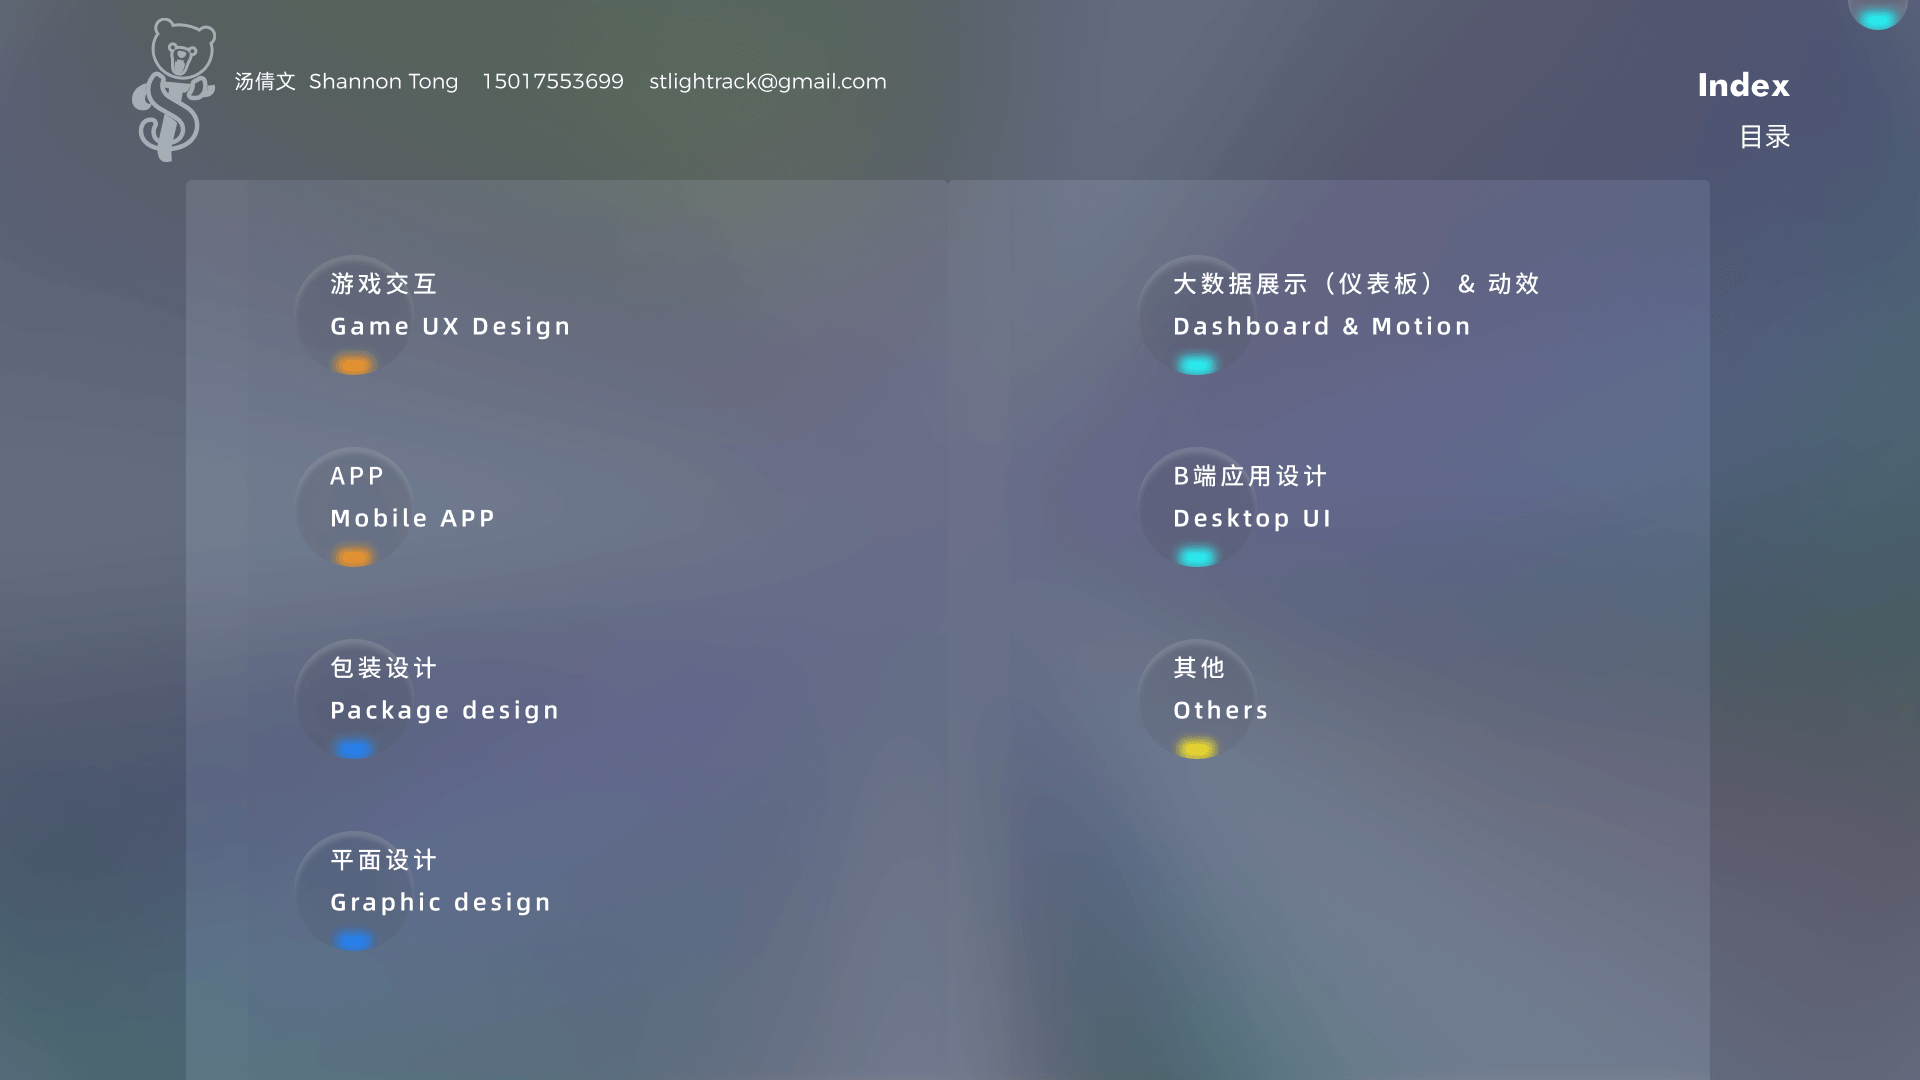 汤倩文 Shannon Tong 15017553699 stlightrack@gmail.com
Index
目录
游戏交互
Game UX Design
APP
Mobile APP
包装设计
Package design
平面设计
Graphic design
大数据展示（仪表板） & 动效
Dashboard & Motion
B端应用设计
Desktop UI
其他
Others